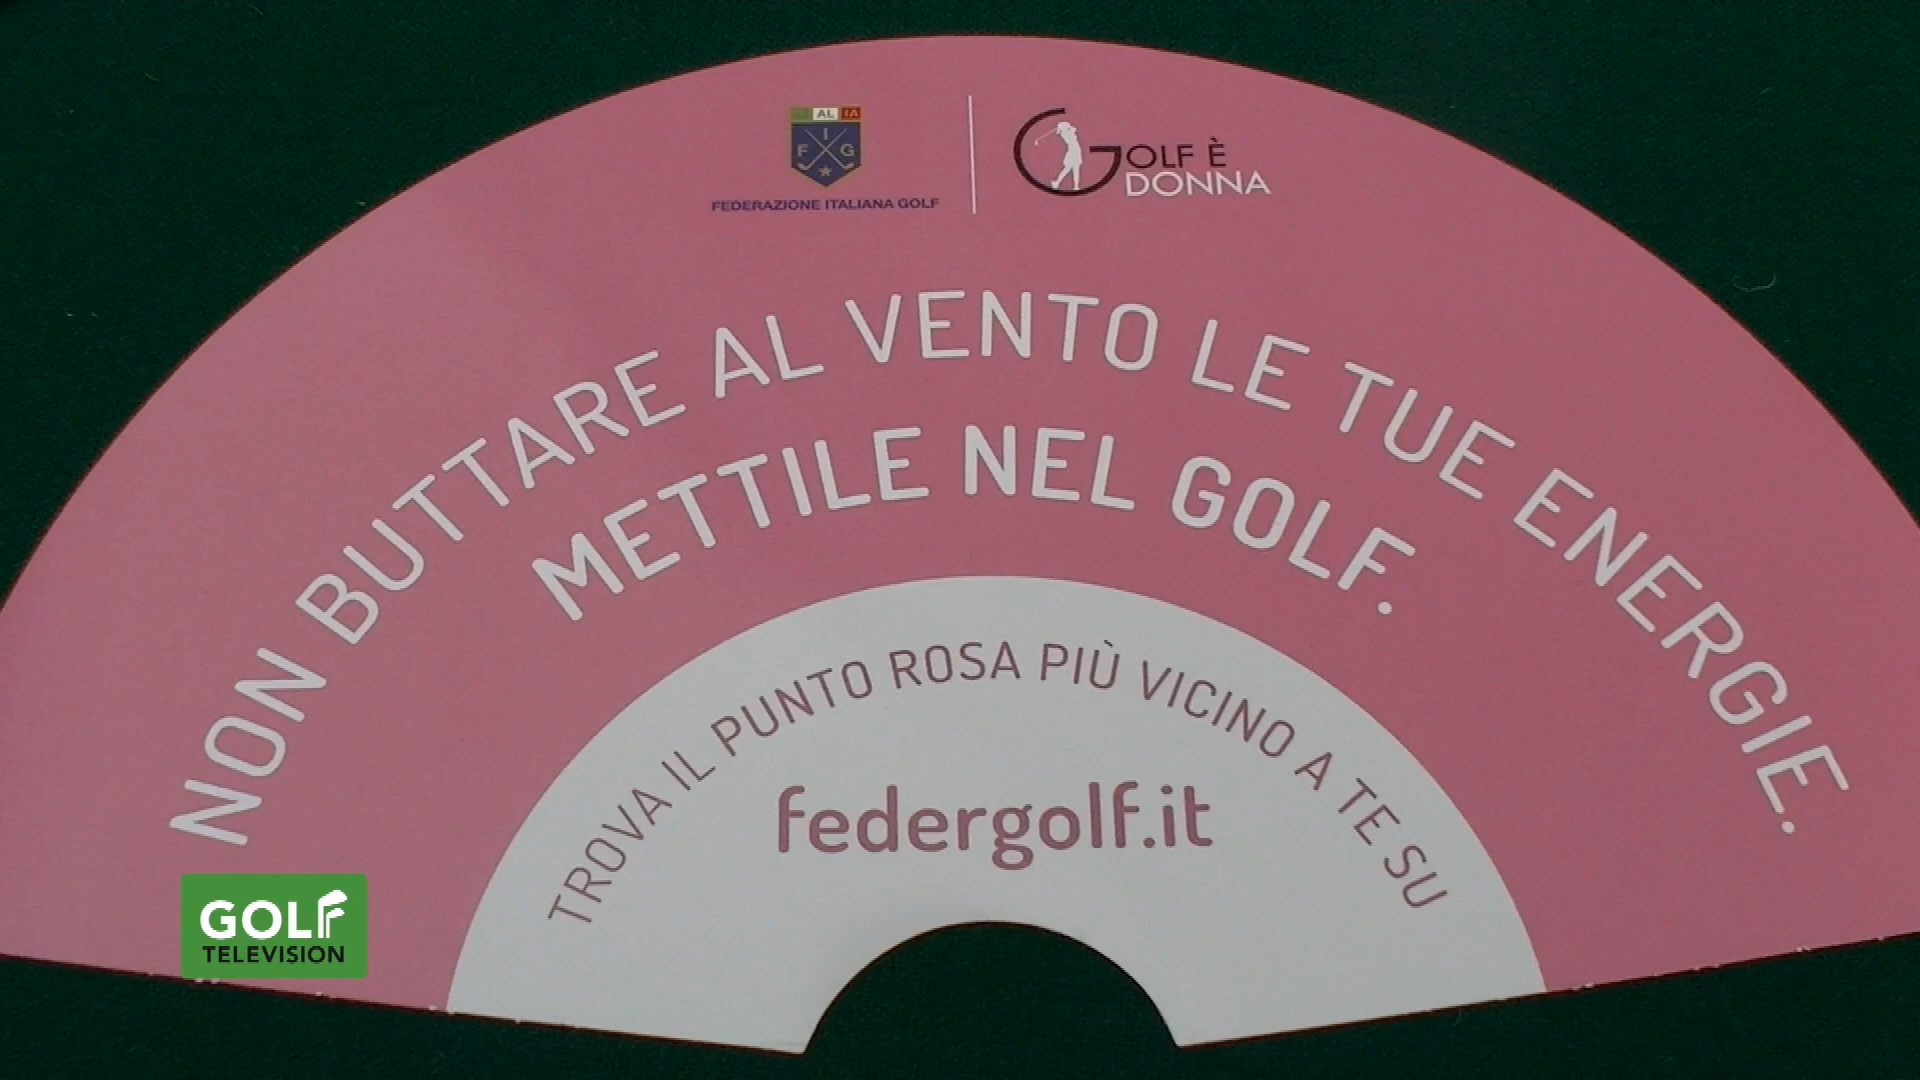 AL IA
I
F G
FEDERAZIONE ITALIANA GOLF
GOLF È
DONNA
NON BUTTARE AL VENTO LE TUE ENERGIE.
METTILE NEL GOLF.
TROVA IL PUNTO ROSA PIÙ VICINO A TE SU
federgolf.it
GOLF
TELEVISION